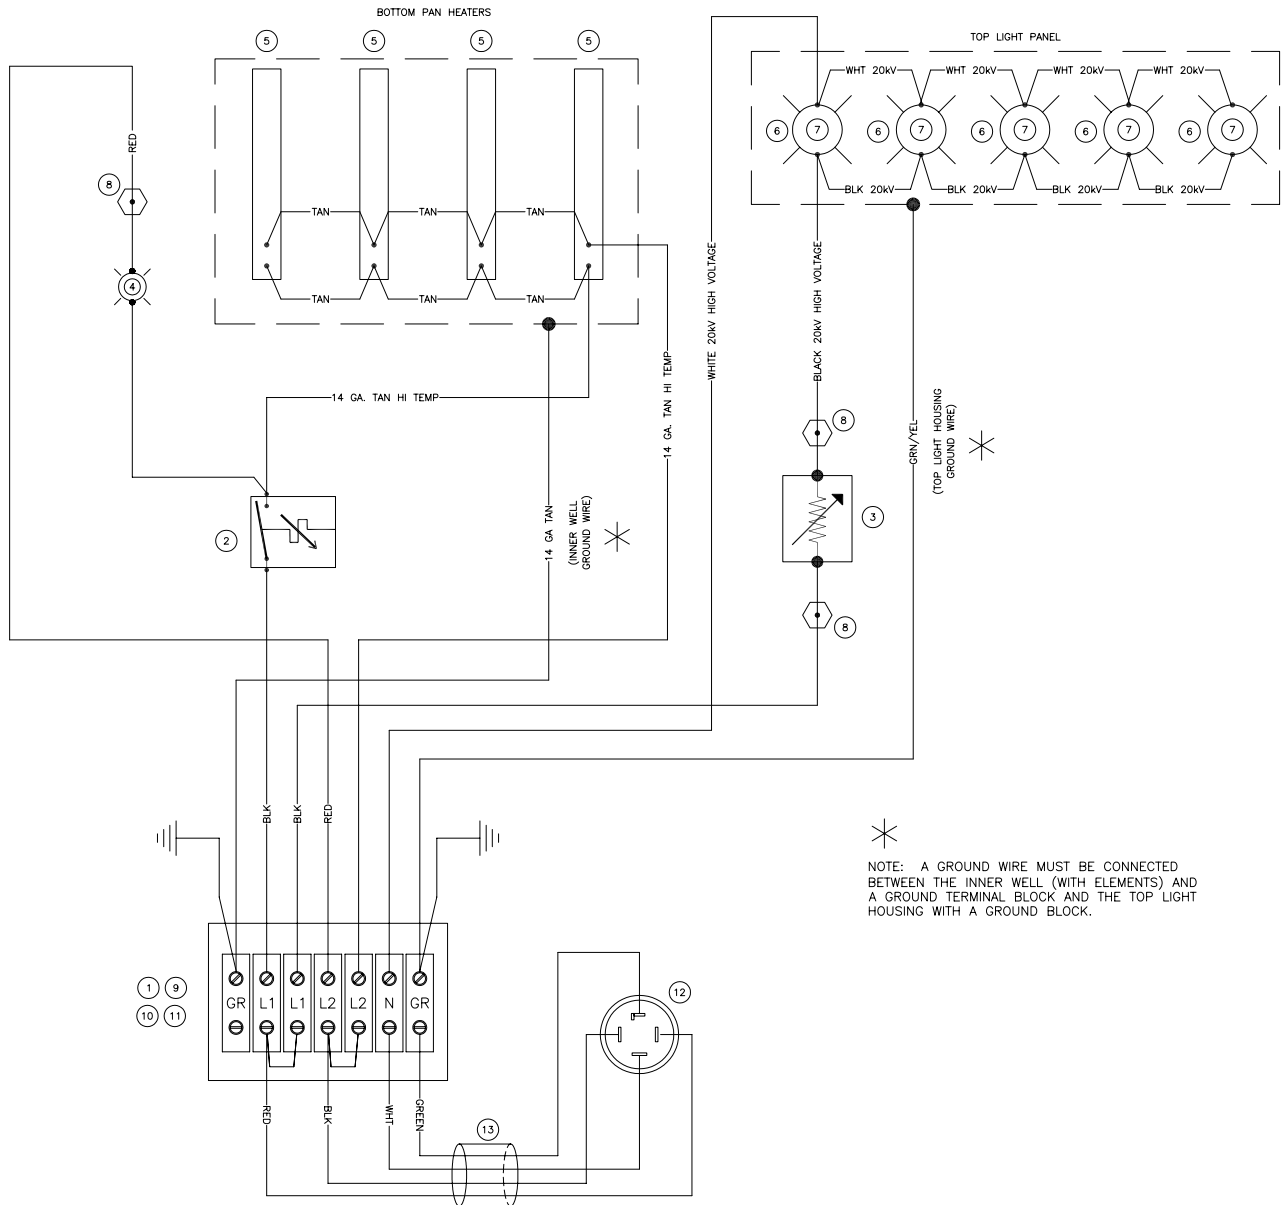 BOTTOM PAN HEATERS
5 5 5 5
TOP LIGHT PANEL
WHT 20kV WHT 20kV WHT 20kV WHT 20kV
6 7 6 7 6 7 6 7 6 7
BLK 20kV BLK 20kV BLK 20kV BLK 20kV
RED
8
4
TAN TAN TAN
TAN TAN TAN
WHITE 20kV HIGH VOLTAGE
BLACK 20kV HIGH VOLTAGE
14 GA. TAN HI TEMP
14 GA. TAN HI TEMP
8
GRN/YEL
(TOP LIGHT HOUSING
GROUND WIRE)
2
14 GA TAN
(INNER WELL
GROUND WIRE)
3
8
BLK
BLK
RED
NOTE: A GROUND WIRE MUST BE CONNECTED
BETWEEN THE INNER WELL (WITH ELEMENTS) AND
A GROUND TERMINAL BLOCK AND THE TOP LIGHT
HOUSING WITH A GROUND BLOCK.
1 9
10 11
GR L1 L1 L2 L2 N GR
12
RED
BLK
WHT
GREEN
13